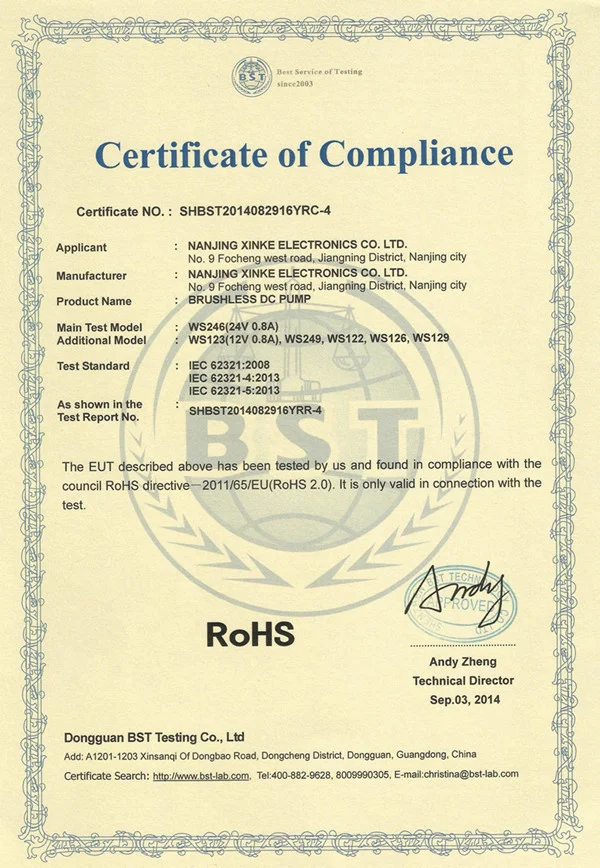 BST
Best Service of Testing
since2003
Certificate of Compliance
Certificate NO. : SHBST2014082916YRC-4
Applicant : NANJING XINKE ELECTRONICS CO. LTD.
No. 9 Focheng west road, Jiangning District, Nanjing city
Manufacturer : NANJING XINKE ELECTRONICS CO. LTD.
No. 9 Focheng west road, Jiangning District, Nanjing city
Product Name : BRUSHLESS DC PUMP
Main Test Model : WS246(24V 0.8A)
Additional Model : WS123(12V 0.8A), WS249, WS122, WS126, WS129
Test Standard : IEC 62321:2008
IEC 62321-4:2013
IEC 62321-5:2013
As shown in the :
Test Report No. SHBST2014082916YRR-4
BST
The EUT described above has been tested by us and found in compliance with the
council RoHS directive—2011/65/EU(RoHS 2.0). It is only valid in connection with the
test.
Andy
BST TECHN
APPROVED
RoHS
Andy Zheng
Technical Director
Sep.03, 2014
Dongguan BST Testing Co., Ltd
Add: A1201-1203 Xinsanqi Of Dongbao Road, Dongcheng District, Dongguan, Guangdong, China
Certificate Search: http://www.bst-lab.com, Tel:400-882-9628, 8009990305, E-mail:christina@bst-lab.com